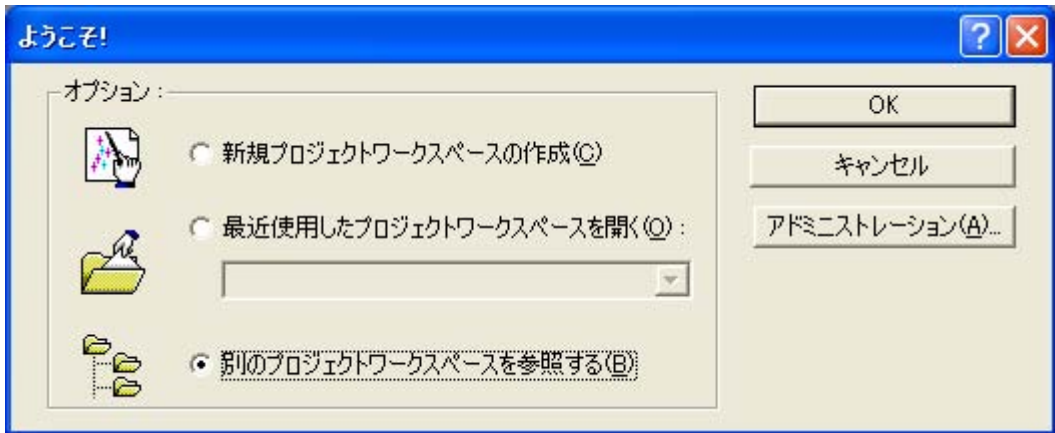 ようこそ!
オプション :
新規プロジェクトワークスペースの作成(C)
最近使用したプロジェクトワークスペースを開く(O) :
別のプロジェクトワークスペースを参照する(B)
OK
キャンセル
アドミニストレーション(A)...